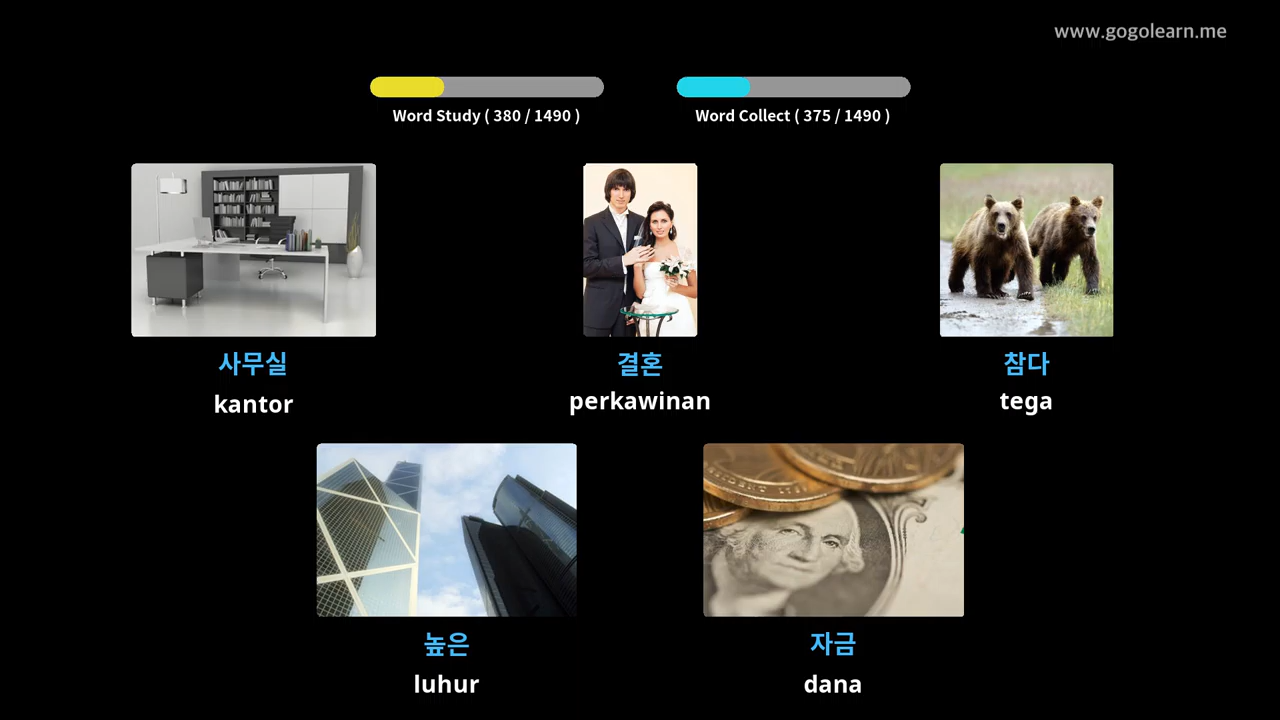 www.gogolearn.me
Word Study ( 380 / 1490 )
Word Collect ( 375 / 1490 )
사무실
kantor
결혼
perkawinan
참다
tega
높은
luhur
자금
dana